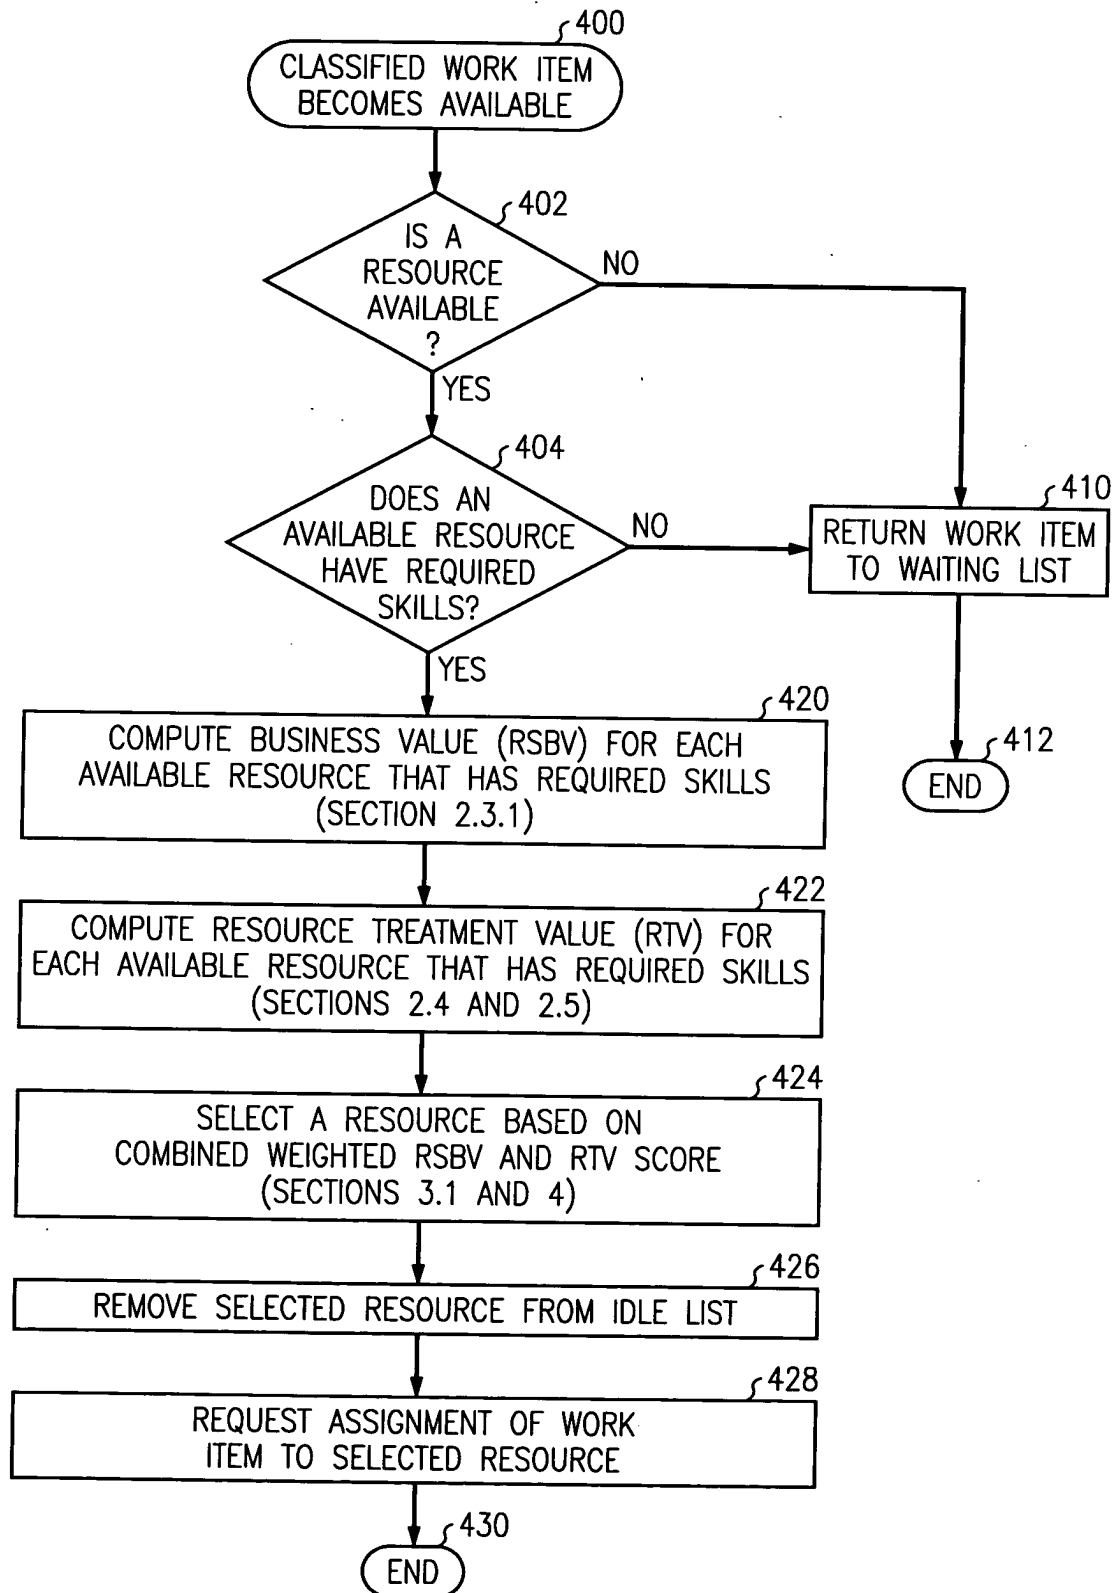 400
CLASSIFIED WORK ITEM
BECOMES AVAILABLE
402
IS A
RESOURCE
AVAILABLE
?
NO
YES
404
DOES AN
AVAILABLE RESOURCE
HAVE REQUIRED
SKILLS?
NO
YES
410
RETURN WORK ITEM
TO WAITING LIST
412
END
420
COMPUTE BUSINESS VALUE (RSBV) FOR EACH
AVAILABLE RESOURCE THAT HAS REQUIRED SKILLS
(SECTION 2.3.1)
422
COMPUTE RESOURCE TREATMENT VALUE (RTV) FOR
EACH AVAILABLE RESOURCE THAT HAS REQUIRED SKILLS
(SECTIONS 2.4 AND 2.5)
424
SELECT A RESOURCE BASED ON
COMBINED WEIGHTED RSBV AND RTV SCORE
(SECTIONS 3.1 AND 4)
426
REMOVE SELECTED RESOURCE FROM IDLE LIST
428
REQUEST ASSIGNMENT OF WORK
ITEM TO SELECTED RESOURCE
430
END